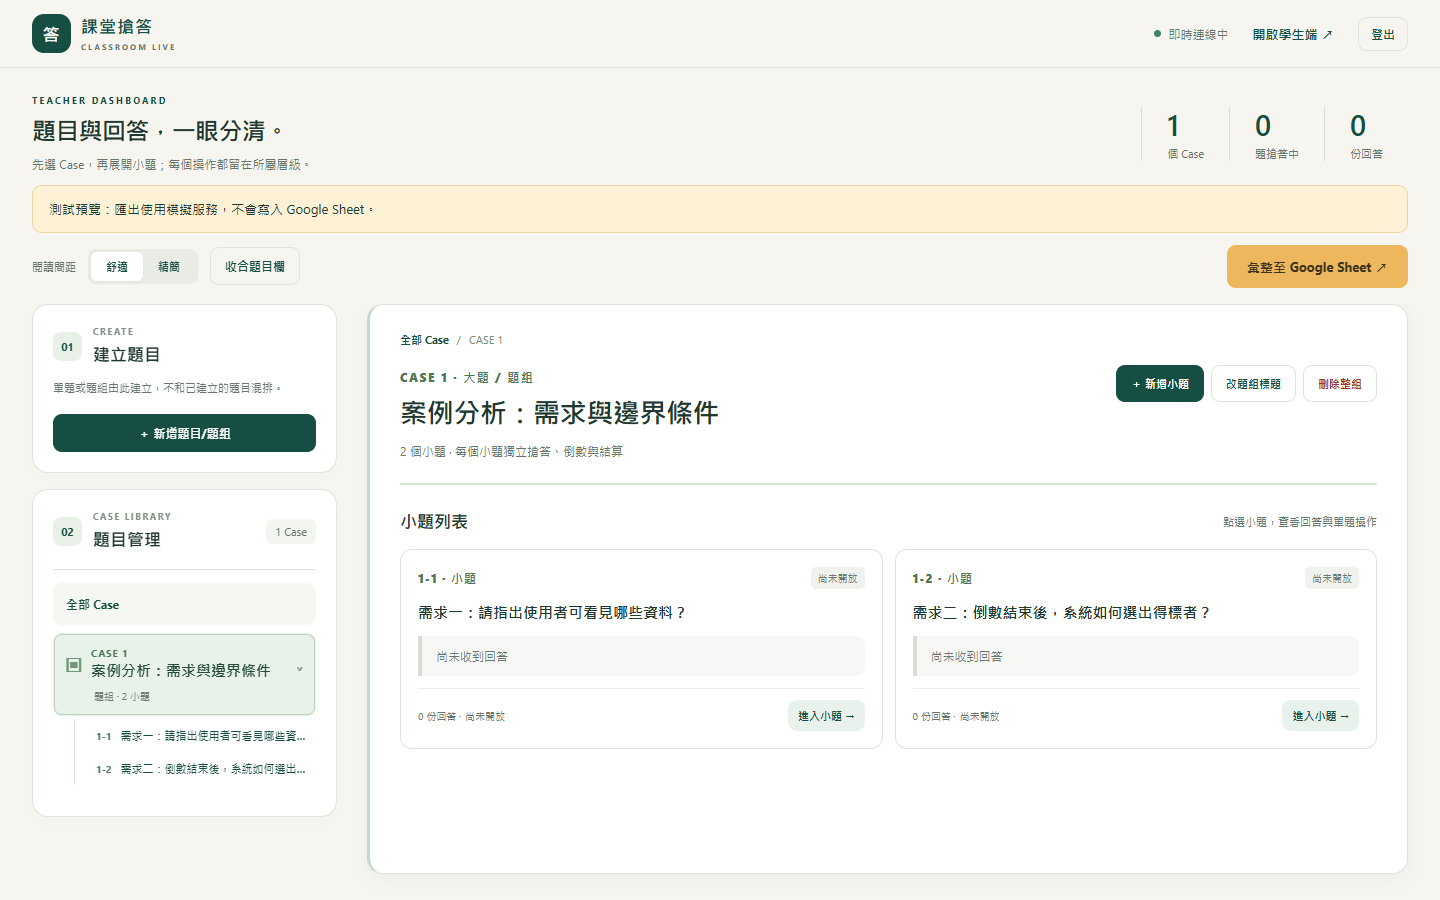 答
課堂搶答
CLASSROOM LIVE
即時連線中
開啟學生端 ↗
登出
TEACHER DASHBOARD
題目與回答，一眼分清。
先選 Case，再展開小題；每個操作都留在所屬層級。
1
個 Case
0
題搶答中
0
份回答
測試預覽：匯出使用模擬服務，不會寫入 Google Sheet。
閱讀間距
舒適
精簡
收合題目欄
彙整至 Google Sheet ↗
01
CREATE
建立題目
單題或題組由此建立，不和已建立的題目混排。
+ 新增題目/題組
02
CASE LIBRARY
題目管理
1 Case
全部 Case
CASE 1
案例分析：需求與邊界條件
題組 · 2 小題
1-1 需求一：請指出使用者可看見哪些資...
1-2 需求二：倒數結束後，系統如何選出...
全部 Case / CASE 1
CASE 1 · 大題 / 題組
案例分析：需求與邊界條件
2 個小題 · 每個小題獨立搶答、倒數與結算
+ 新增小題
改題組標題
刪除整組
小題列表
點選小題，查看回答與單題操作
1-1 · 小題
尚未開放
需求一：請指出使用者可看見哪些資料？
尚未收到回答
0 份回答 · 尚未開放
進入小題 →
1-2 · 小題
尚未開放
需求二：倒數結束後，系統如何選出得標者？
尚未收到回答
0 份回答 · 尚未開放
進入小題 →